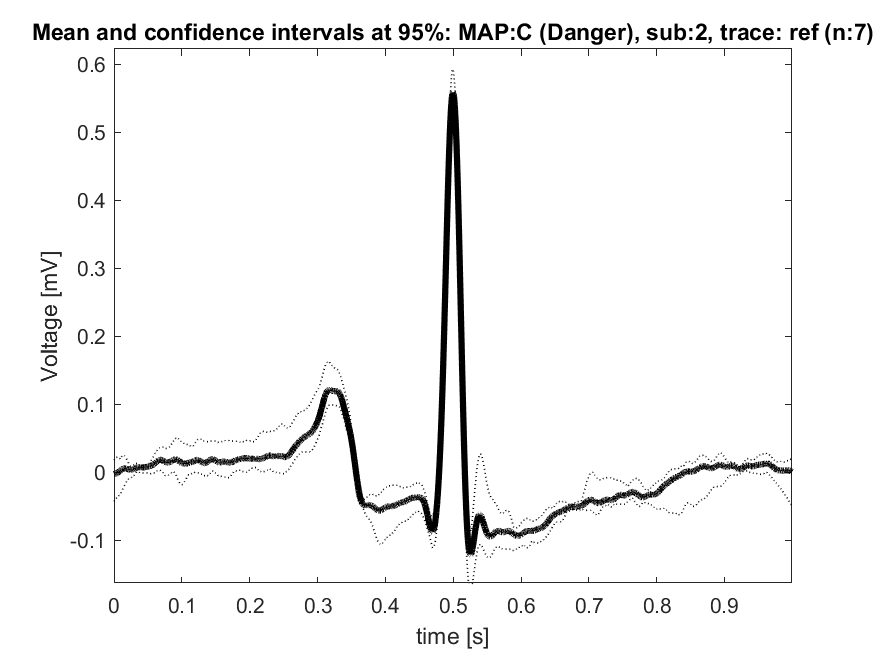 Mean and confidence intervals at 95%: MAP:C (Danger), sub:2, trace: ref (n:7)
0.6
0.5
0.4
0.3
0.2
0.1
0
-0.1
Voltage [mV]
0 0.1 0.2 0.3 0.4 0.5 0.6 0.7 0.8 0.9
time [s]